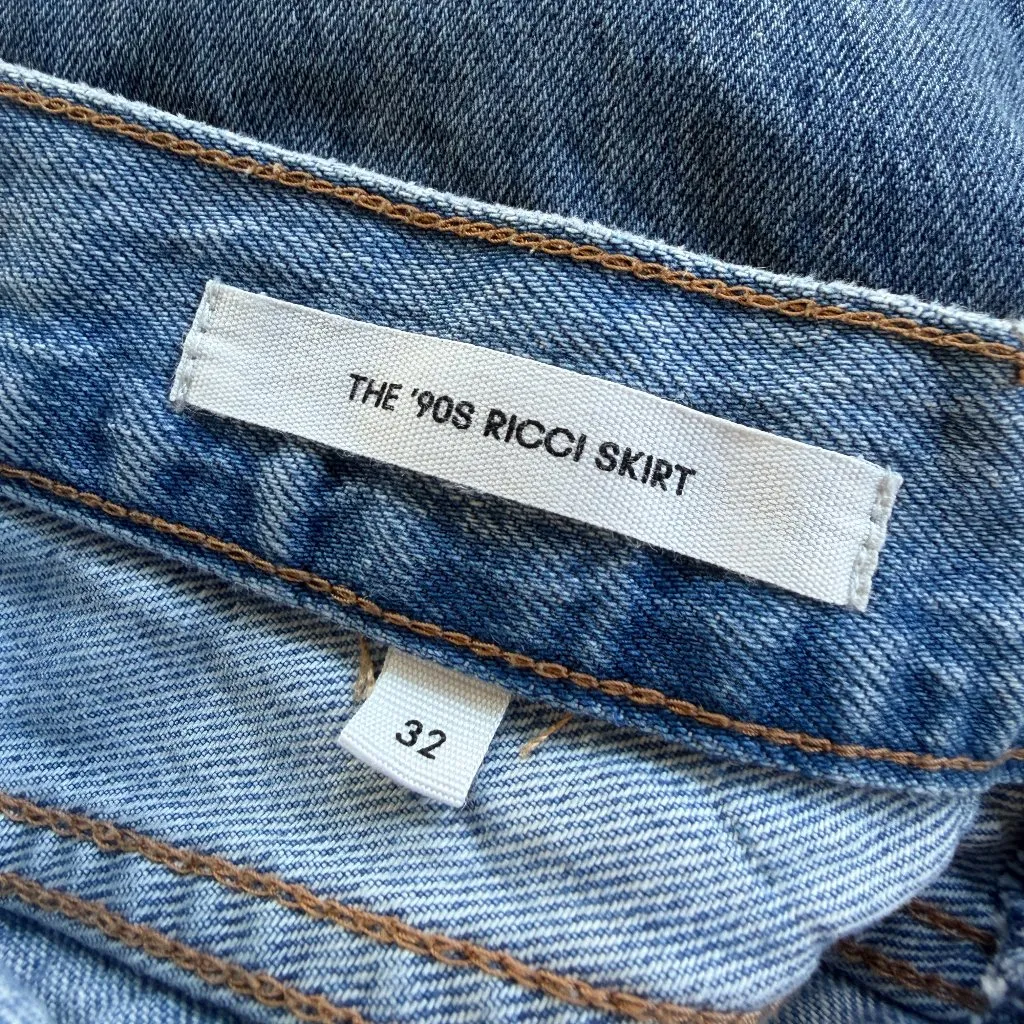 THE '90S RICCI SKIRT
32